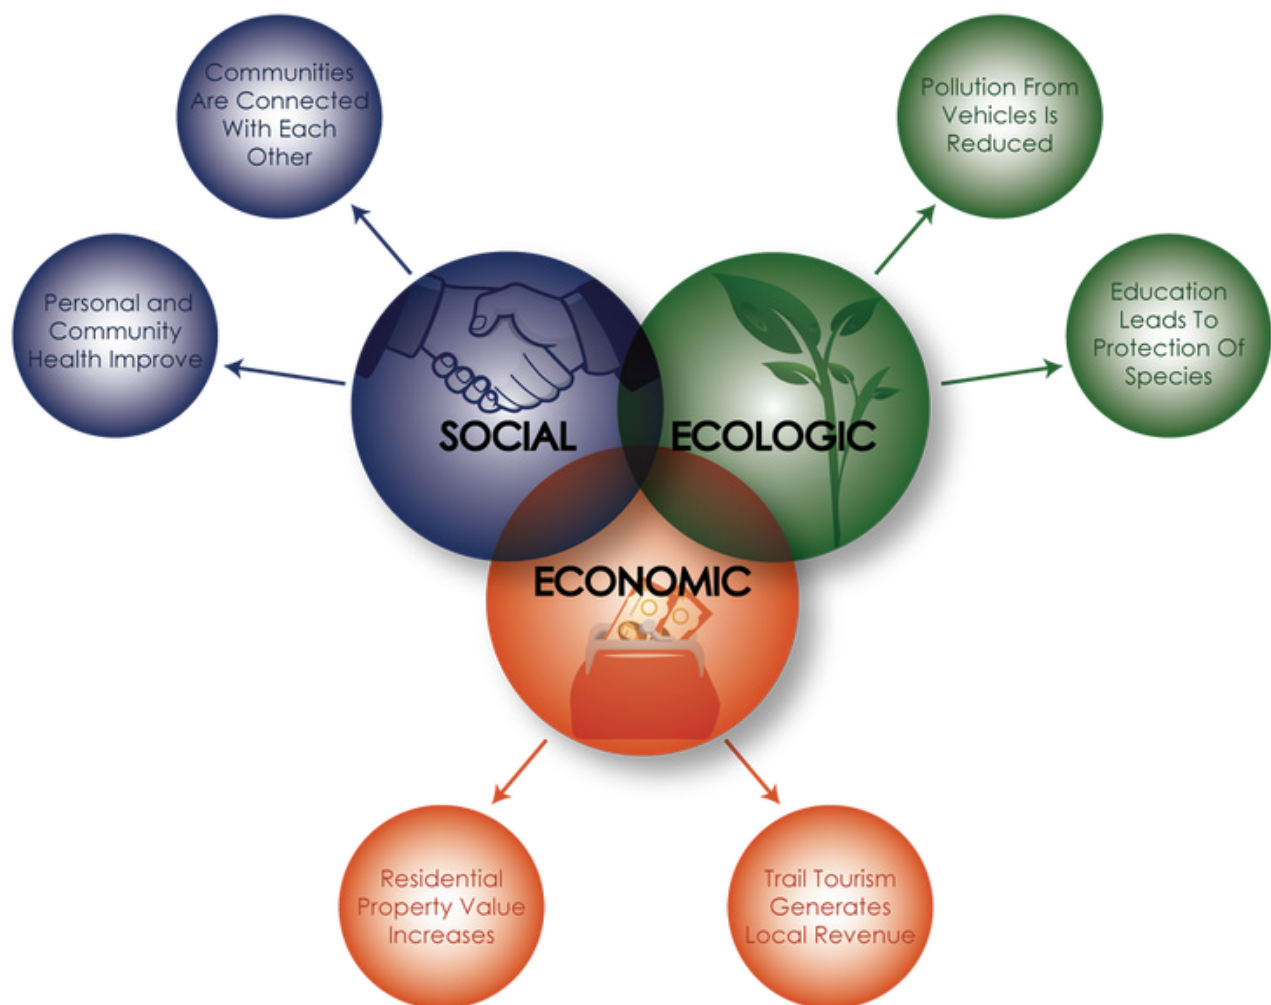 Communities
Are Connected
With Each
Other
Pollution From
Vehicles Is
Reduced
Personal and
Community
Health Improve
Education
Leads To
Protection Of
Species
SOCIAL
ECOLOGIC
ECONOMIC
Residential
Property Value
Increases
Trail Tourism
Generates
Local Revenue